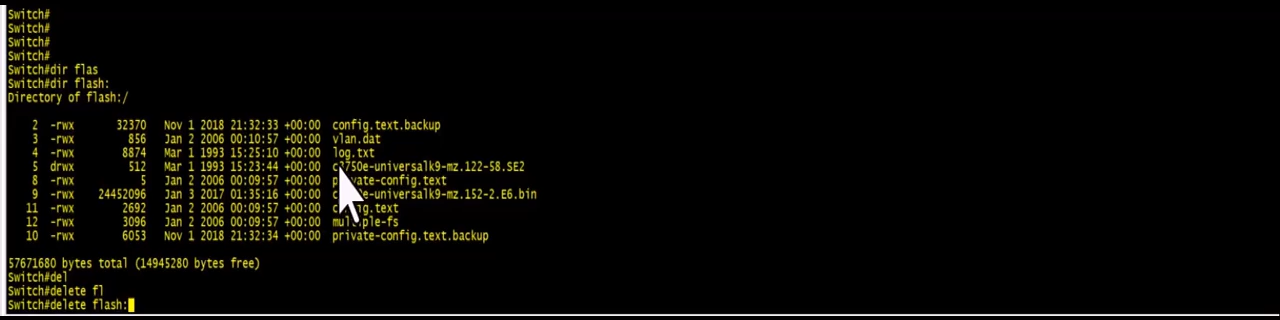 Switch#
Switch#
Switch#
Switch#
Switch#dir flas
Switch#dir flash:
Directory of flash:/
2 -rwx 32370 Nov 1 2018 21:32:33 +00:00 config.text.backup
3 -rwx 856 Jan 2 2006 00:10:57 +00:00 vlan.dat
4 -rwx 8874 Mar 1 1993 15:25:10 +00:00 log.txt
5 drwx 512 Mar 1 1993 15:23:44 +00:00 c3750e-universalk9-mz.122-58.SE2
8 -rwx 5 Jan 2 2006 00:09:57 +00:00 private-config.text
9 -rwx 24452096 Jan 3 2017 01:35:16 +00:00 e-universalk9-mz.152-2.E6.bin
11 -rwx 2692 Jan 2 2006 00:09:57 +00:00 config.text
12 -rwx 3096 Jan 2 2006 00:09:57 +00:00 multiple-fs
10 -rwx 6053 Nov 1 2018 21:32:34 +00:00 private-config.text.backup
57671680 bytes total (14945280 bytes free)
Switch#del
Switch#delete fl
Switch#delete flash: